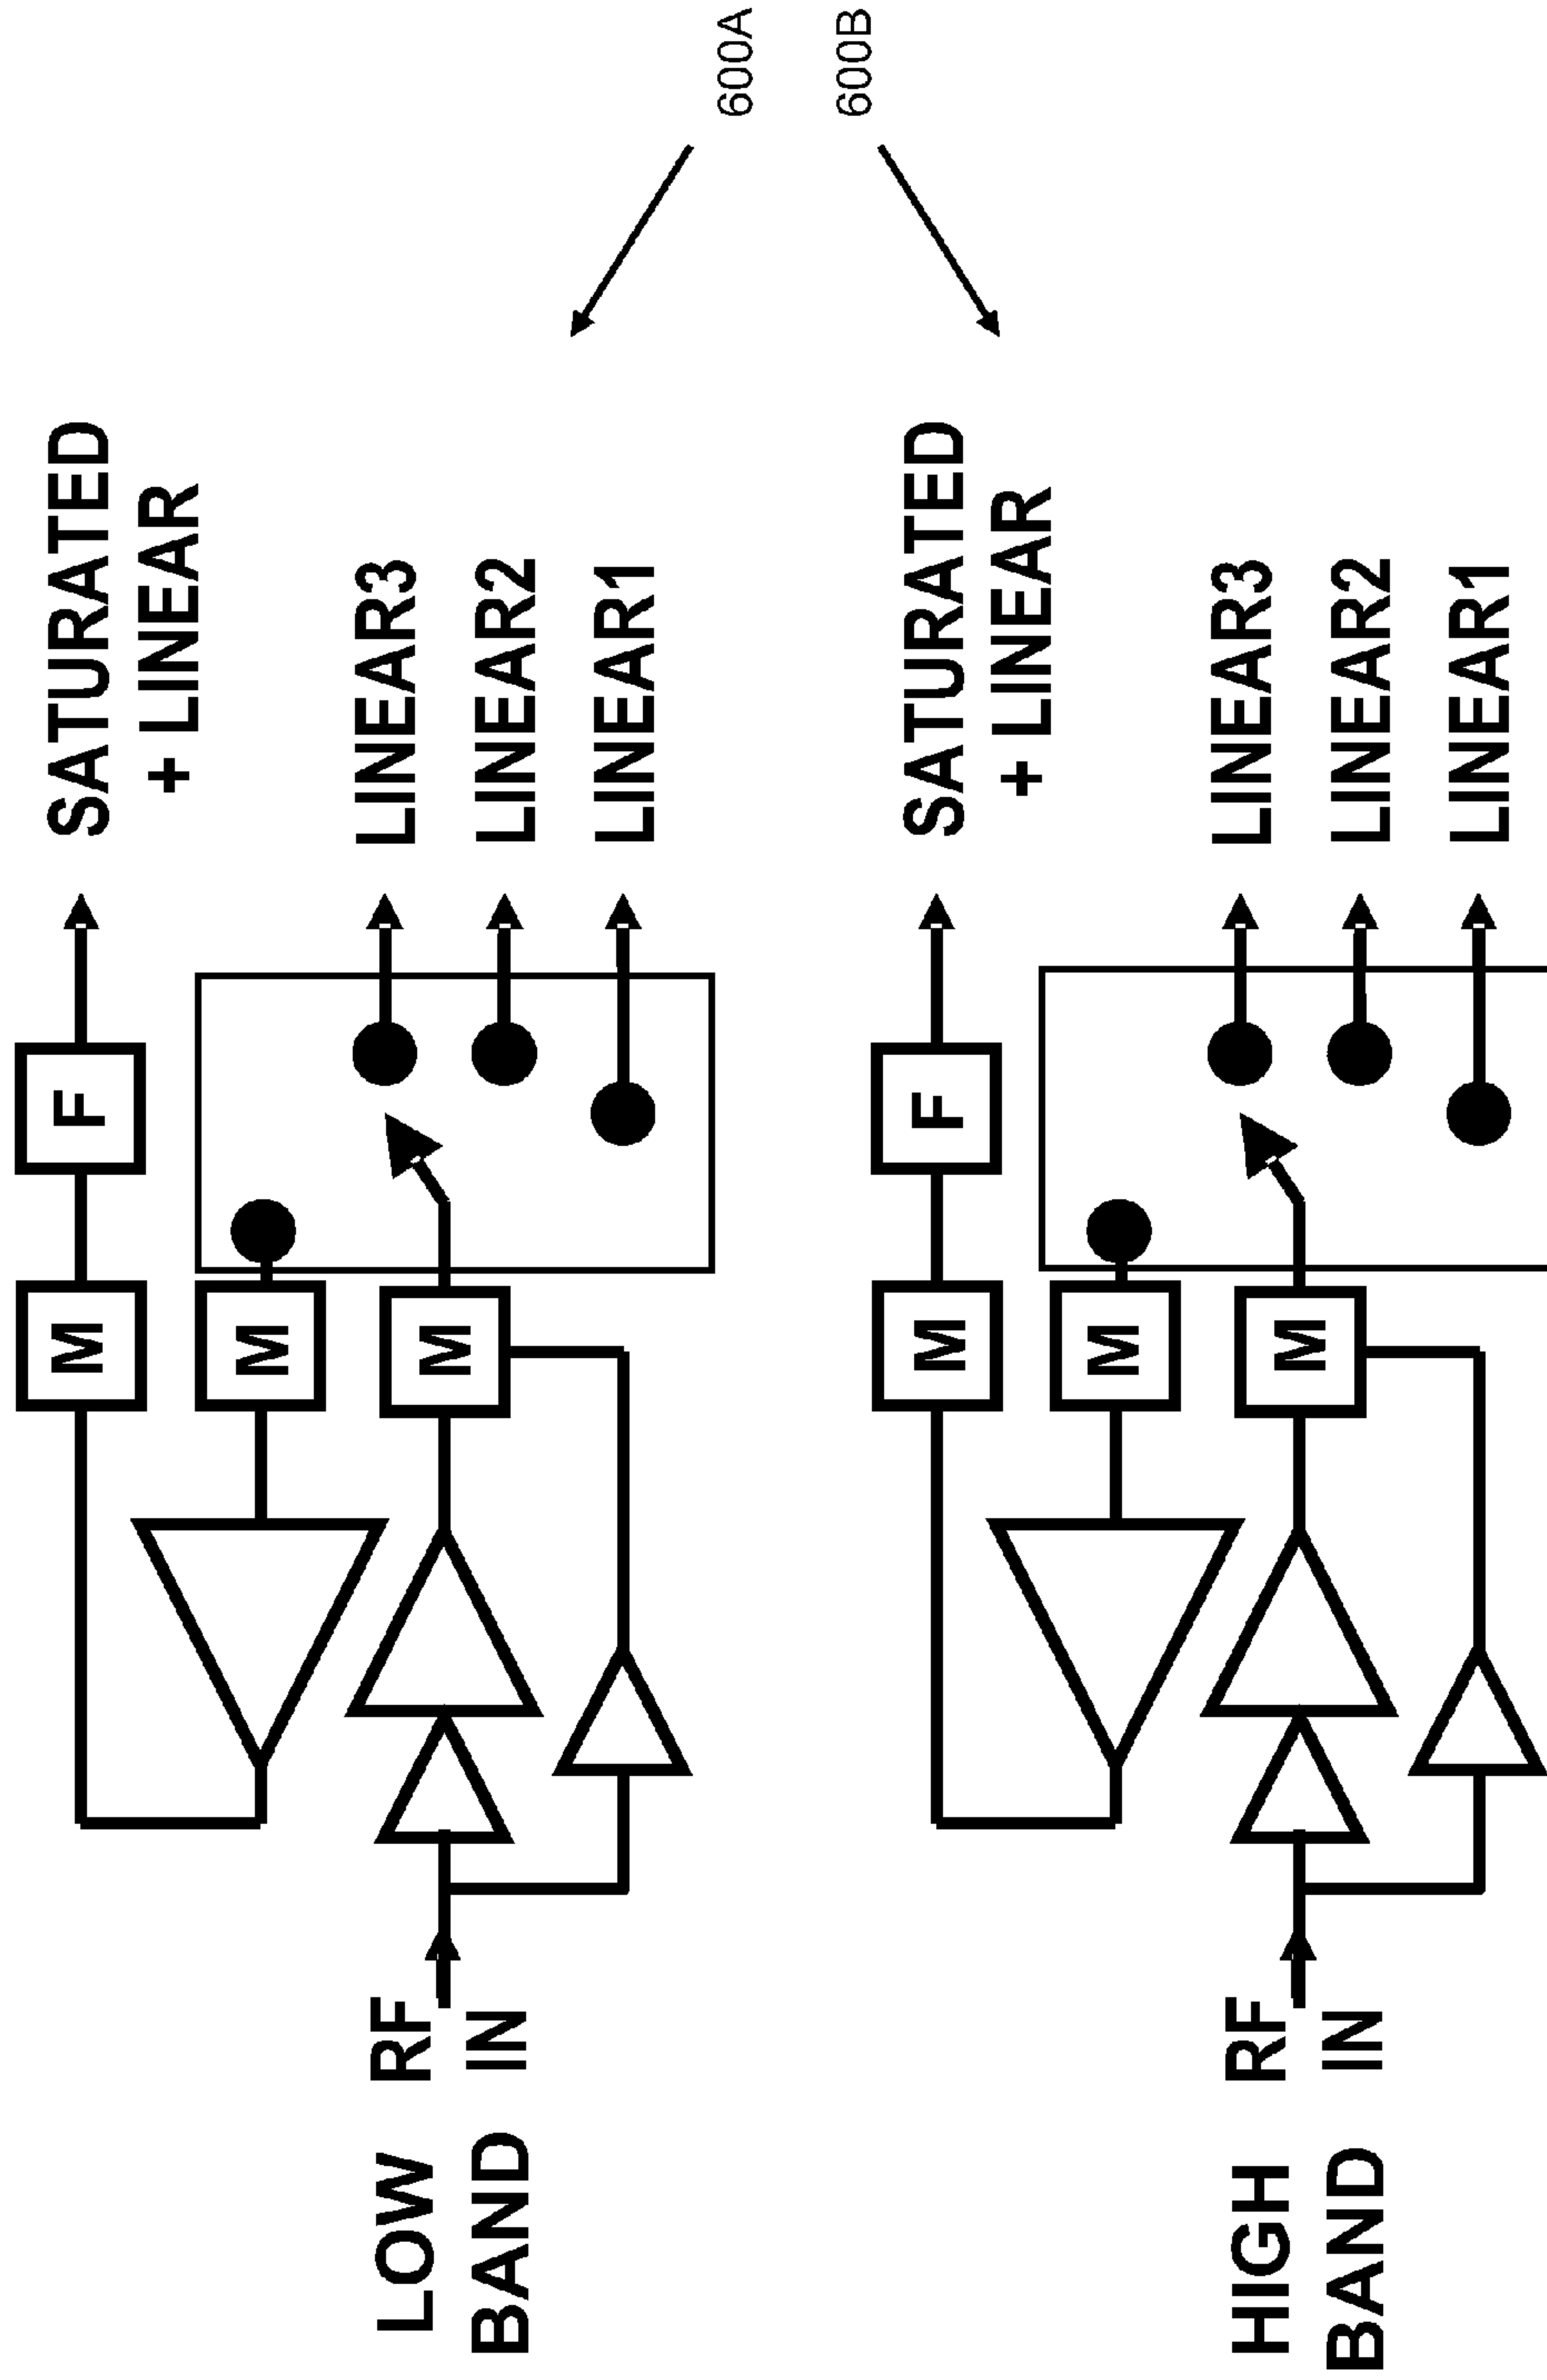 M
F
SATURATED
+ LINEAR
M
LOW
BAND
RF
IN
M
LINEAR3
LINEAR2
LINEAR1
600A
600B
M
F
SATURATED
+ LINEAR
M
HIGH
BAND
RF
IN
M
LINEAR3
LINEAR2
LINEAR1